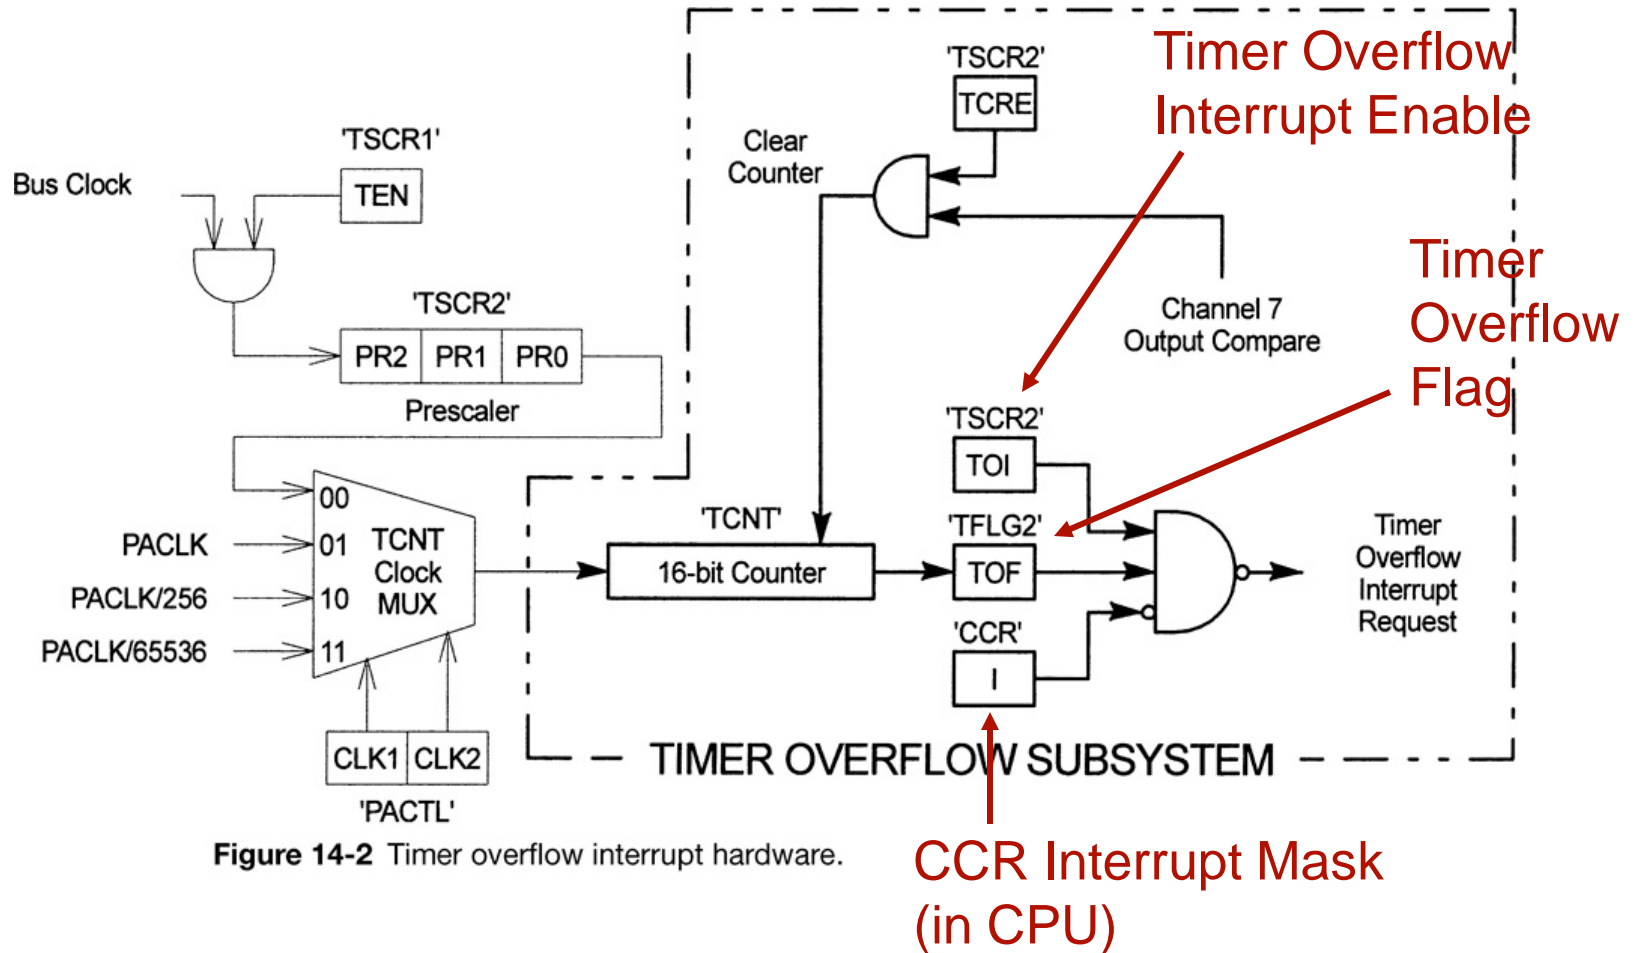 'TSCR2'
TCRE
Timer Overflow
Interrupt Enable
'TSCR1'
TEN
Bus Clock
Clear
Counter
'TSCR2'
PR2 PR1 PR0
Prescaler
Channel 7
Output Compare
Timer
Overflow
Flag
'TSCR2'
TOI
00
PACLK
01
PACLK/256
10
PACLK/65536
11
TCNT
Clock
MUX
'TCNT'
16-bit Counter
'TFLG2'
TOF
'CCR'
I
Timer
Overflow
Interrupt
Request
CLK1 CLK2
'PACTL'
TIMER OVERFLOW SUBSYSTEM
Figure 14-2 Timer overflow interrupt hardware.
CCR Interrupt Mask
(in CPU)